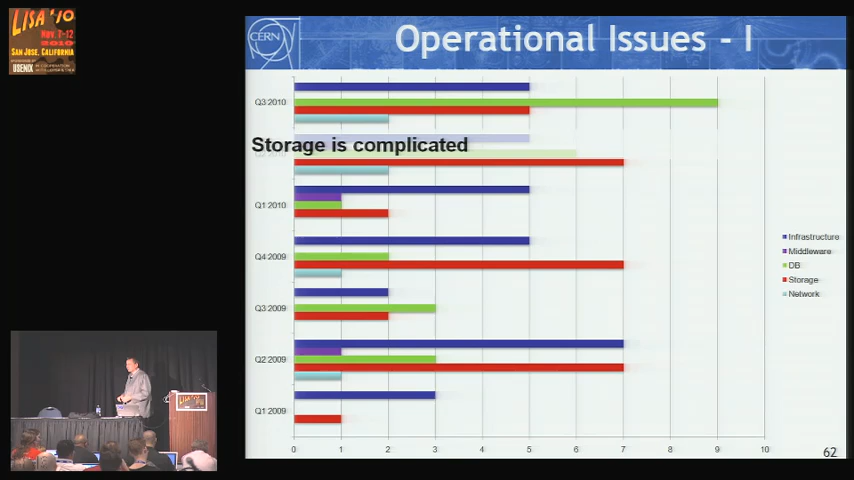 LISA '10
Nov. 7-12
2010
SAN JOSE, CALIFORNIA
USENIX
CERN
Operational Issues - I
Q3 2010
Storage is complicated
Q1 2010
Q4 2009
Q3 2009
Q2 2009
Q1 2009
Infrastructure
Middleware
DB
Storage
Network
0 1 2 3 4 5 6 7 8 9 10
62